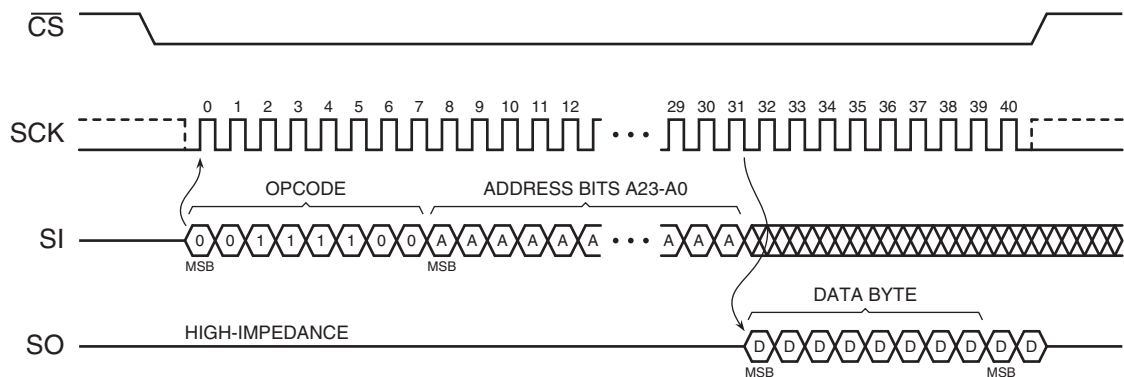 CS
0 1 2 3 4 5 6 7 8 9 10 11 12 29 30 31 32 33 34 35 36 37 38 39 40
SCK
OPCODE ADDRESS BITS A23-A0
SI 0 0 1 1 1 1 0 0 A A A A A A A A A
MSB MSB
DATA BYTE
SO HIGH-IMPEDANCE D D D D D D D D D D
MSB MSB